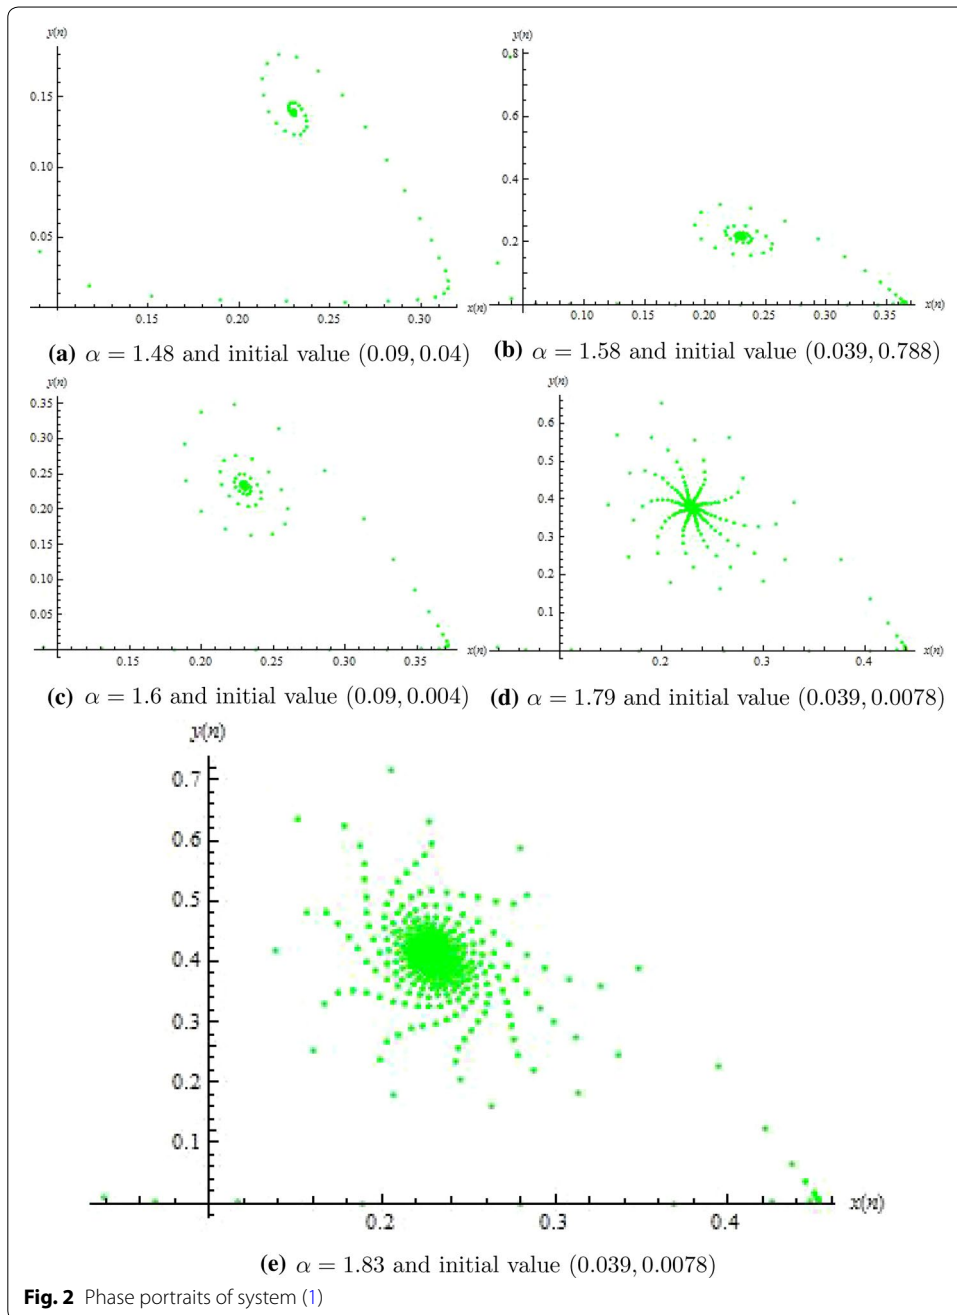 y(n)
0.15
0.10
0.05
0.15 0.20 0.25 0.30 x(n)
(a) α = 1.48 and initial value (0.09, 0.04)
y(n)
0.8
0.6
0.4
0.2
0.10 0.15 0.20 0.25 0.30 0.35 x(n)
(b) α = 1.58 and initial value (0.039, 0.788)
y(n)
0.35
0.30
0.25
0.20
0.15
0.10
0.05
0.15 0.20 0.25 0.30 0.35 x(n)
(c) α = 1.6 and initial value (0.09, 0.004)
y(n)
0.6
0.5
0.4
0.3
0.2
0.1
0.2 0.3 0.4 x(n)
(d) α = 1.79 and initial value (0.039, 0.0078)
y(n)
0.7
0.6
0.5
0.4
0.3
0.2
0.1
0.2 0.3 0.4 x(n)
(e) α = 1.83 and initial value (0.039, 0.0078)
Fig. 2 Phase portraits of system (1)